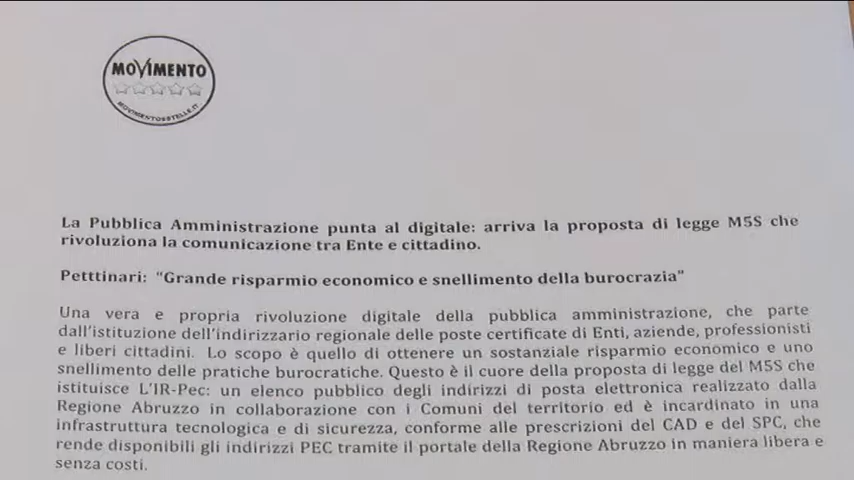 MOVIMENTO
MOVIMENTO5STELLE.IT
La Pubblica Amministrazione punta al digitale: arriva la proposta di legge M5S che
rivoluziona la comunicazione tra Ente e cittadino.
Petttinari: "Grande risparmio economico e snellimento della burocrazia"
Una vera e propria rivoluzione digitale della pubblica amministrazione, che parte
dall'istituzione dell'indirizzario regionale delle poste certificate di Enti, aziende, professionisti
e liberi cittadini. Lo scopo è quello di ottenere un sostanziale risparmio economico e uno
snellimento delle pratiche burocratiche. Questo è il cuore della proposta di legge del M5S che
istituisce L'IR-Pec: un elenco pubblico degli indirizzi di posta elettronica realizzato dalla
Regione Abruzzo in collaborazione con i Comuni del territorio ed è incardinato in una
infrastruttura tecnologica e di sicurezza, conforme alle prescrizioni del CAD e del SPC, che
rende disponibili gli indirizzi PEC tramite il portale della Regione Abruzzo in maniera libera e
senza costi.